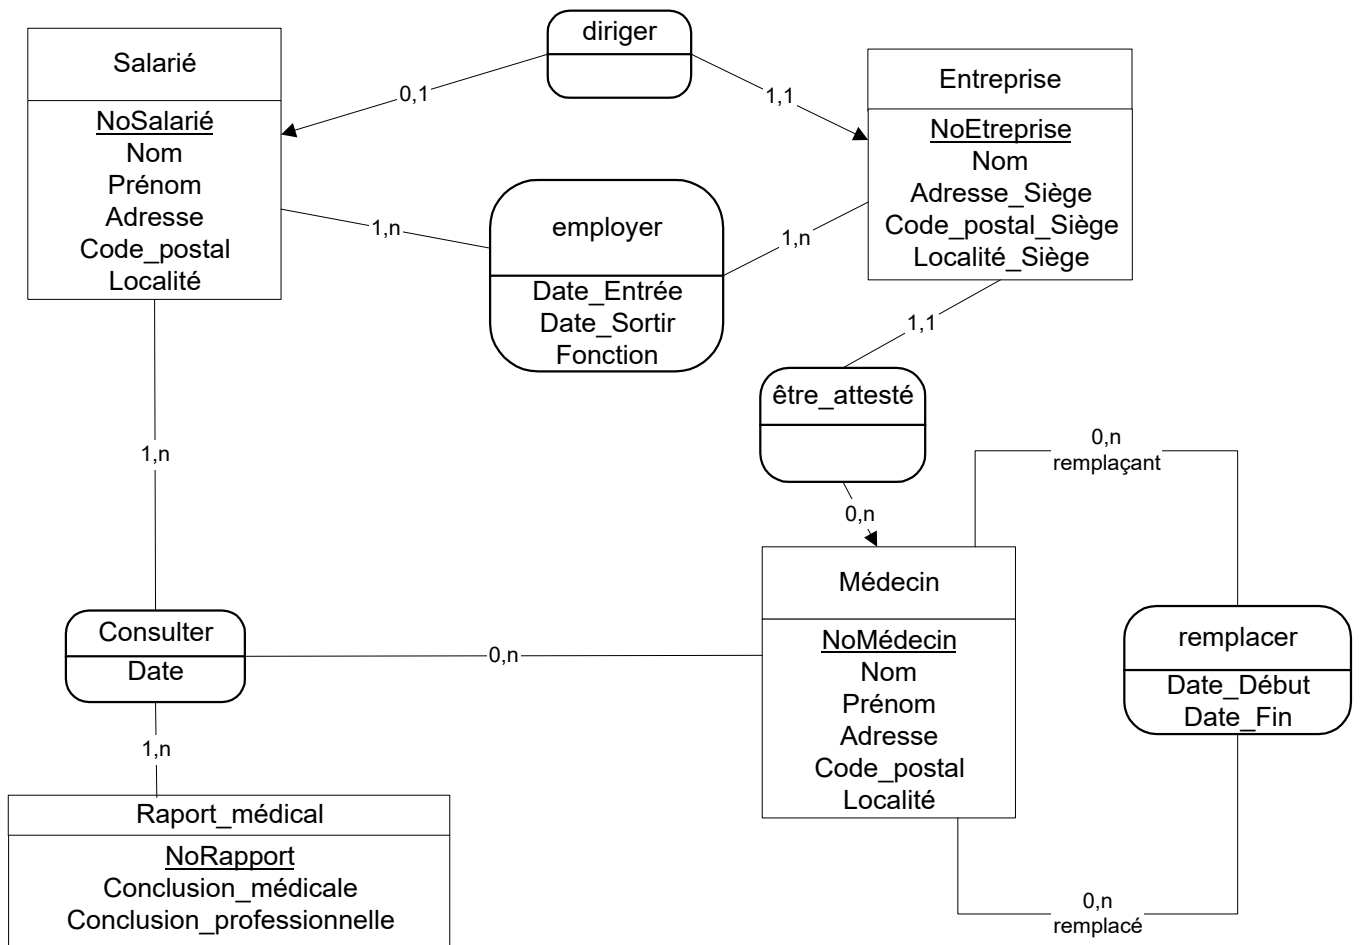 diriger
Salarié
NoSalarié
Nom
Prénom
Adresse
Code_postal
Localité
0,1
1,1
Entreprise
NoEtreprise
Nom
Adresse_Siège
Code_postal_Siège
Localité_Siège
1,n
employer
Date_Entrée
Date_Sortir
Fonction
1,n
1,1
être_attesté
0,n
0,n
remplaçant
1,n
Consulter
Date
0,n
Médecin
NoMédecin
Nom
Prénom
Adresse
Code_postal
Localité
remplacer
Date_Début
Date_Fin
1,n
Raport_médical
NoRapport
Conclusion_médicale
Conclusion_professionnelle
0,n
remplacé